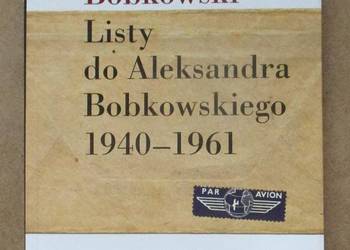 Bobkowski
Listy
do Aleksandra
Bobkowskiego
1940–1961
PAR AVION